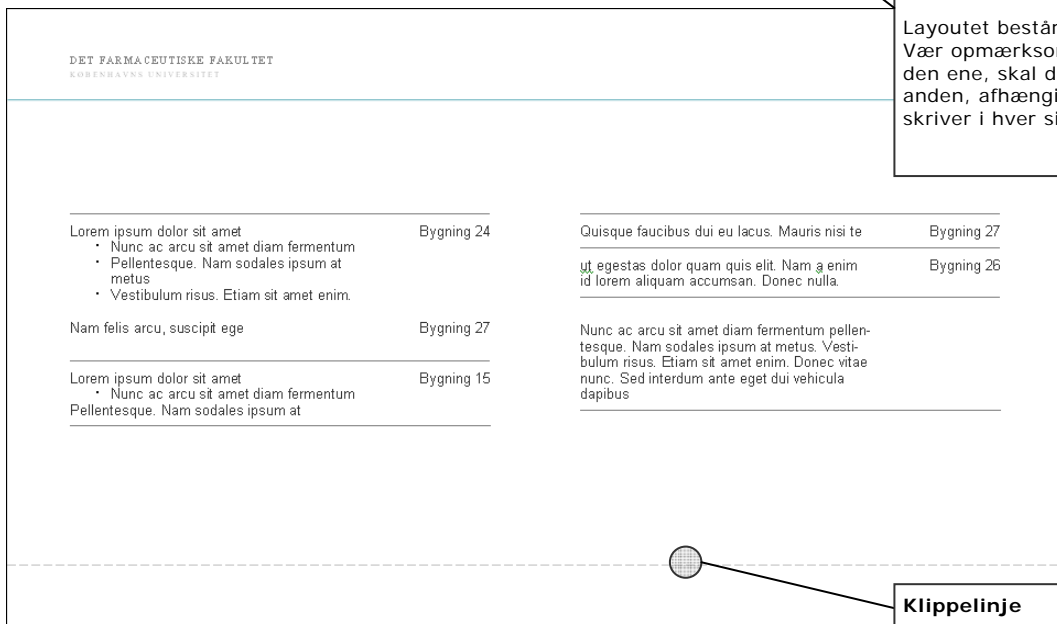 DET FARMACEUTISKE FAKULTET
KØBENHAVNS UNIVERSITET
Layoutet består
Vær opmærkso
den ene, skal d
anden, afhængi
skriver i hver si
Lorem ipsum dolor sit amet Bygning 24
• Nunc ac arcu sit amet diam fermentum
• Pellentesque. Nam sodales ipsum at
metus
• Vestibulum risus. Etiam sit amet enim.
Nam felis arcu, suscipit ege Bygning 27
Lorem ipsum dolor sit amet Bygning 15
• Nunc ac arcu sit amet diam fermentum
Pellentesque. Nam sodales ipsum at
Quisque faucibus dui eu lacus. Mauris nisi te Bygning 27
ut egestas dolor quam quis elit. Nam a enim Bygning 26
id lorem aliquam accumsan. Donec nulla.
Nunc ac arcu sit amet diam fermentum pellen-
tesque. Nam sodales ipsum at metus. Vesti-
bulum risus. Etiam sit amet enim. Donec vitae
nunc. Sed interdum ante eget dui vehicula
dapibus
Klippelinje